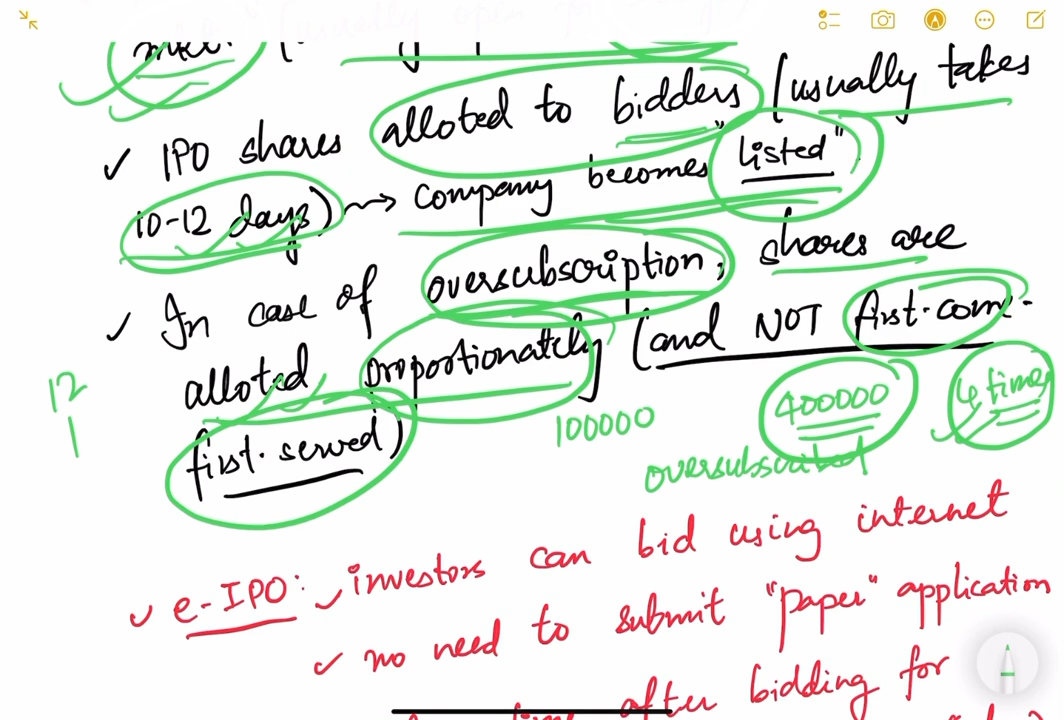 ✓ IPO shares alloted to bidders (usually takes
10-12 days) → company becomes "listed"
✓ In case of oversubscription, shares are
alloted proportionately (and NOT first-come-
first-served)
12
1
100000
400000
4 times
oversubscribed
✓ e-IPO: ✓ investors can bid using internet
✓ no need to submit "paper" application
after bidding for